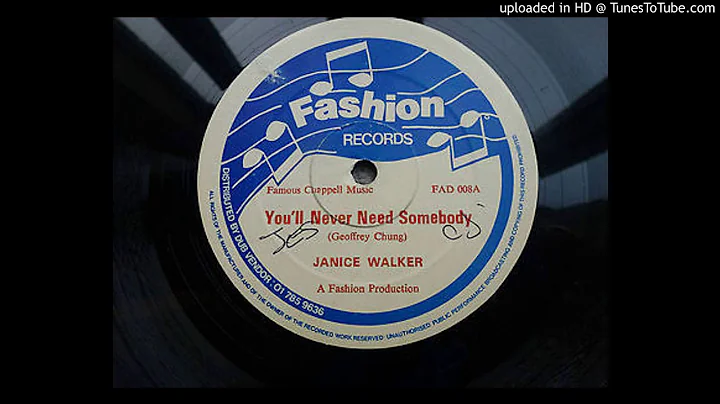 uploaded in HD @ TunesToTube.com
Fashion
RECORDS
Famous Chappell Music
FAD 008A
You'll Never Need Somebody
(Geoffrey Chung)
JANICE WALKER
A Fashion Production
DISTRIBUTED BY DUB VENDOR : 01 785 9636
ALL RIGHTS OF THE MANUFACTURER AND OF THE OWNER OF THE RECORDED WORK RESERVED UNAUTHORISED PUBLIC PERFORMANCE BROADCASTING AND COPYING OF THIS RECORD PROHIBITED